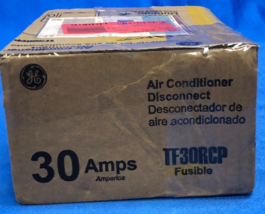 Air Conditioner
Disconnect
Desconectador de
aire acondicionado
30 Amps
Amperios
TF30RCP
Fusible